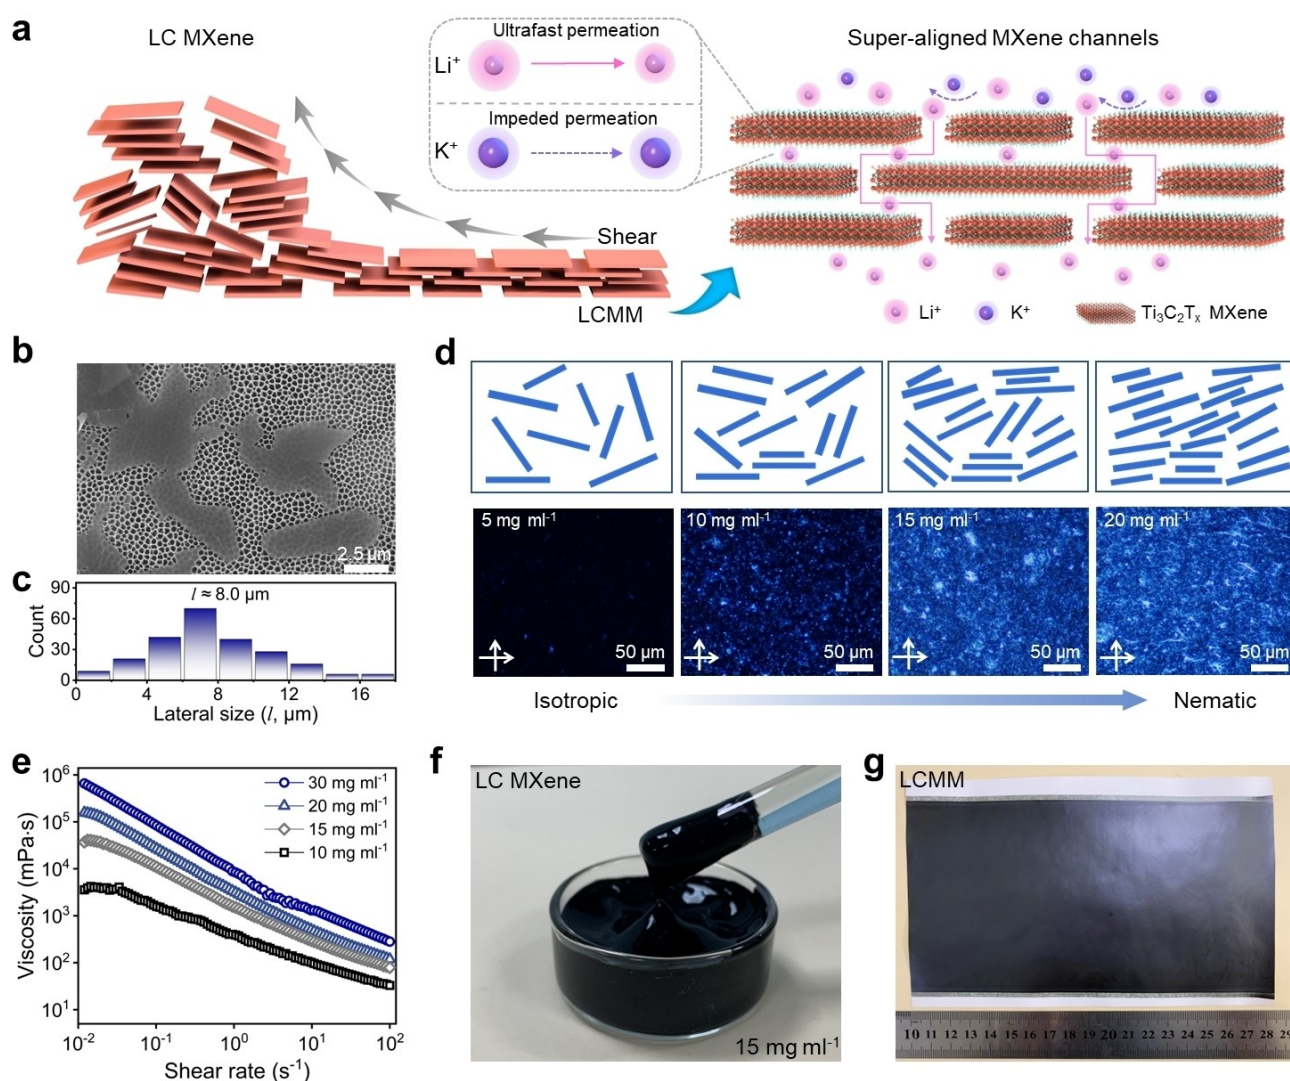 a
LC MXene
Ultrafast permeation
Li⁺
Impeded permeation
K⁺
Super-aligned MXene channels
Shear
LCMM
Li⁺
K⁺
Ti₃C₂Tₓ MXene
b
2.5 μm
c
l ≈ 8.0 μm
Count
90
60
30
0
0
4
8
12
16
Lateral size (l, μm)
d
5 mg ml⁻¹
10 mg ml⁻¹
15 mg ml⁻¹
20 mg ml⁻¹
50 μm
50 μm
50 μm
50 μm
Isotropic
Nematic
e
Viscosity (mPa·s)
10⁶
10⁵
10⁴
10³
10²
10¹
30 mg ml⁻¹
20 mg ml⁻¹
15 mg ml⁻¹
10 mg ml⁻¹
10⁻²
10⁻¹
10⁰
10¹
10²
Shear rate (s⁻¹)
f
LC MXene
15 mg ml⁻¹
g
LCMM
10 11 12 13 14 15 16 17 18 19 20 21 22 23 24 25 26 27 28 29